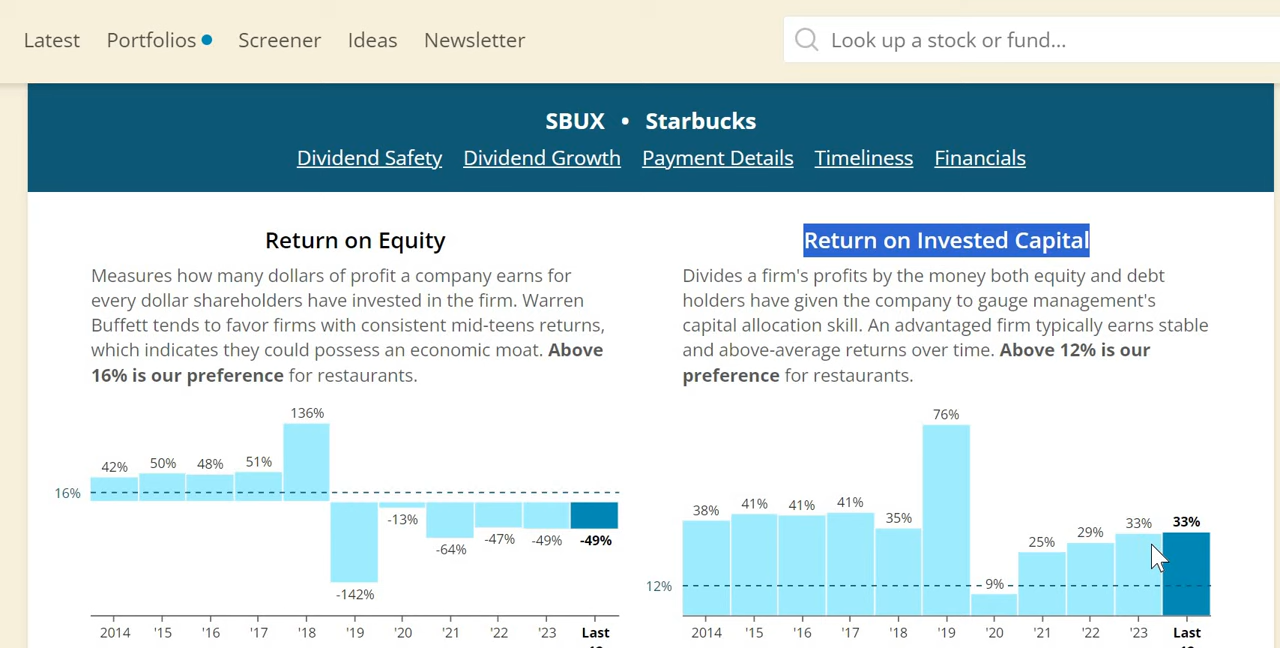 Latest Portfolios Screener Ideas Newsletter Look up a stock or fund...
SBUX • Starbucks
Dividend Safety Dividend Growth Payment Details Timeliness Financials
Return on Equity
Measures how many dollars of profit a company earns for
every dollar shareholders have invested in the firm. Warren
Buffett tends to favor firms with consistent mid-teens returns,
which indicates they could possess an economic moat. Above
16% is our preference for restaurants.
136%
42% 50% 48% 51%
16%
-13%
-64% -47% -49% -49%
-142%
2014 '15 '16 '17 '18 '19 '20 '21 '22 '23 Last
Return on Invested Capital
Divides a firm's profits by the money both equity and debt
holders have given the company to gauge management's
capital allocation skill. An advantaged firm typically earns stable
and above-average returns over time. Above 12% is our
preference for restaurants.
76%
38% 41% 41% 41% 35%
25% 29% 33% 33%
12%
9%
2014 '15 '16 '17 '18 '19 '20 '21 '22 '23 Last